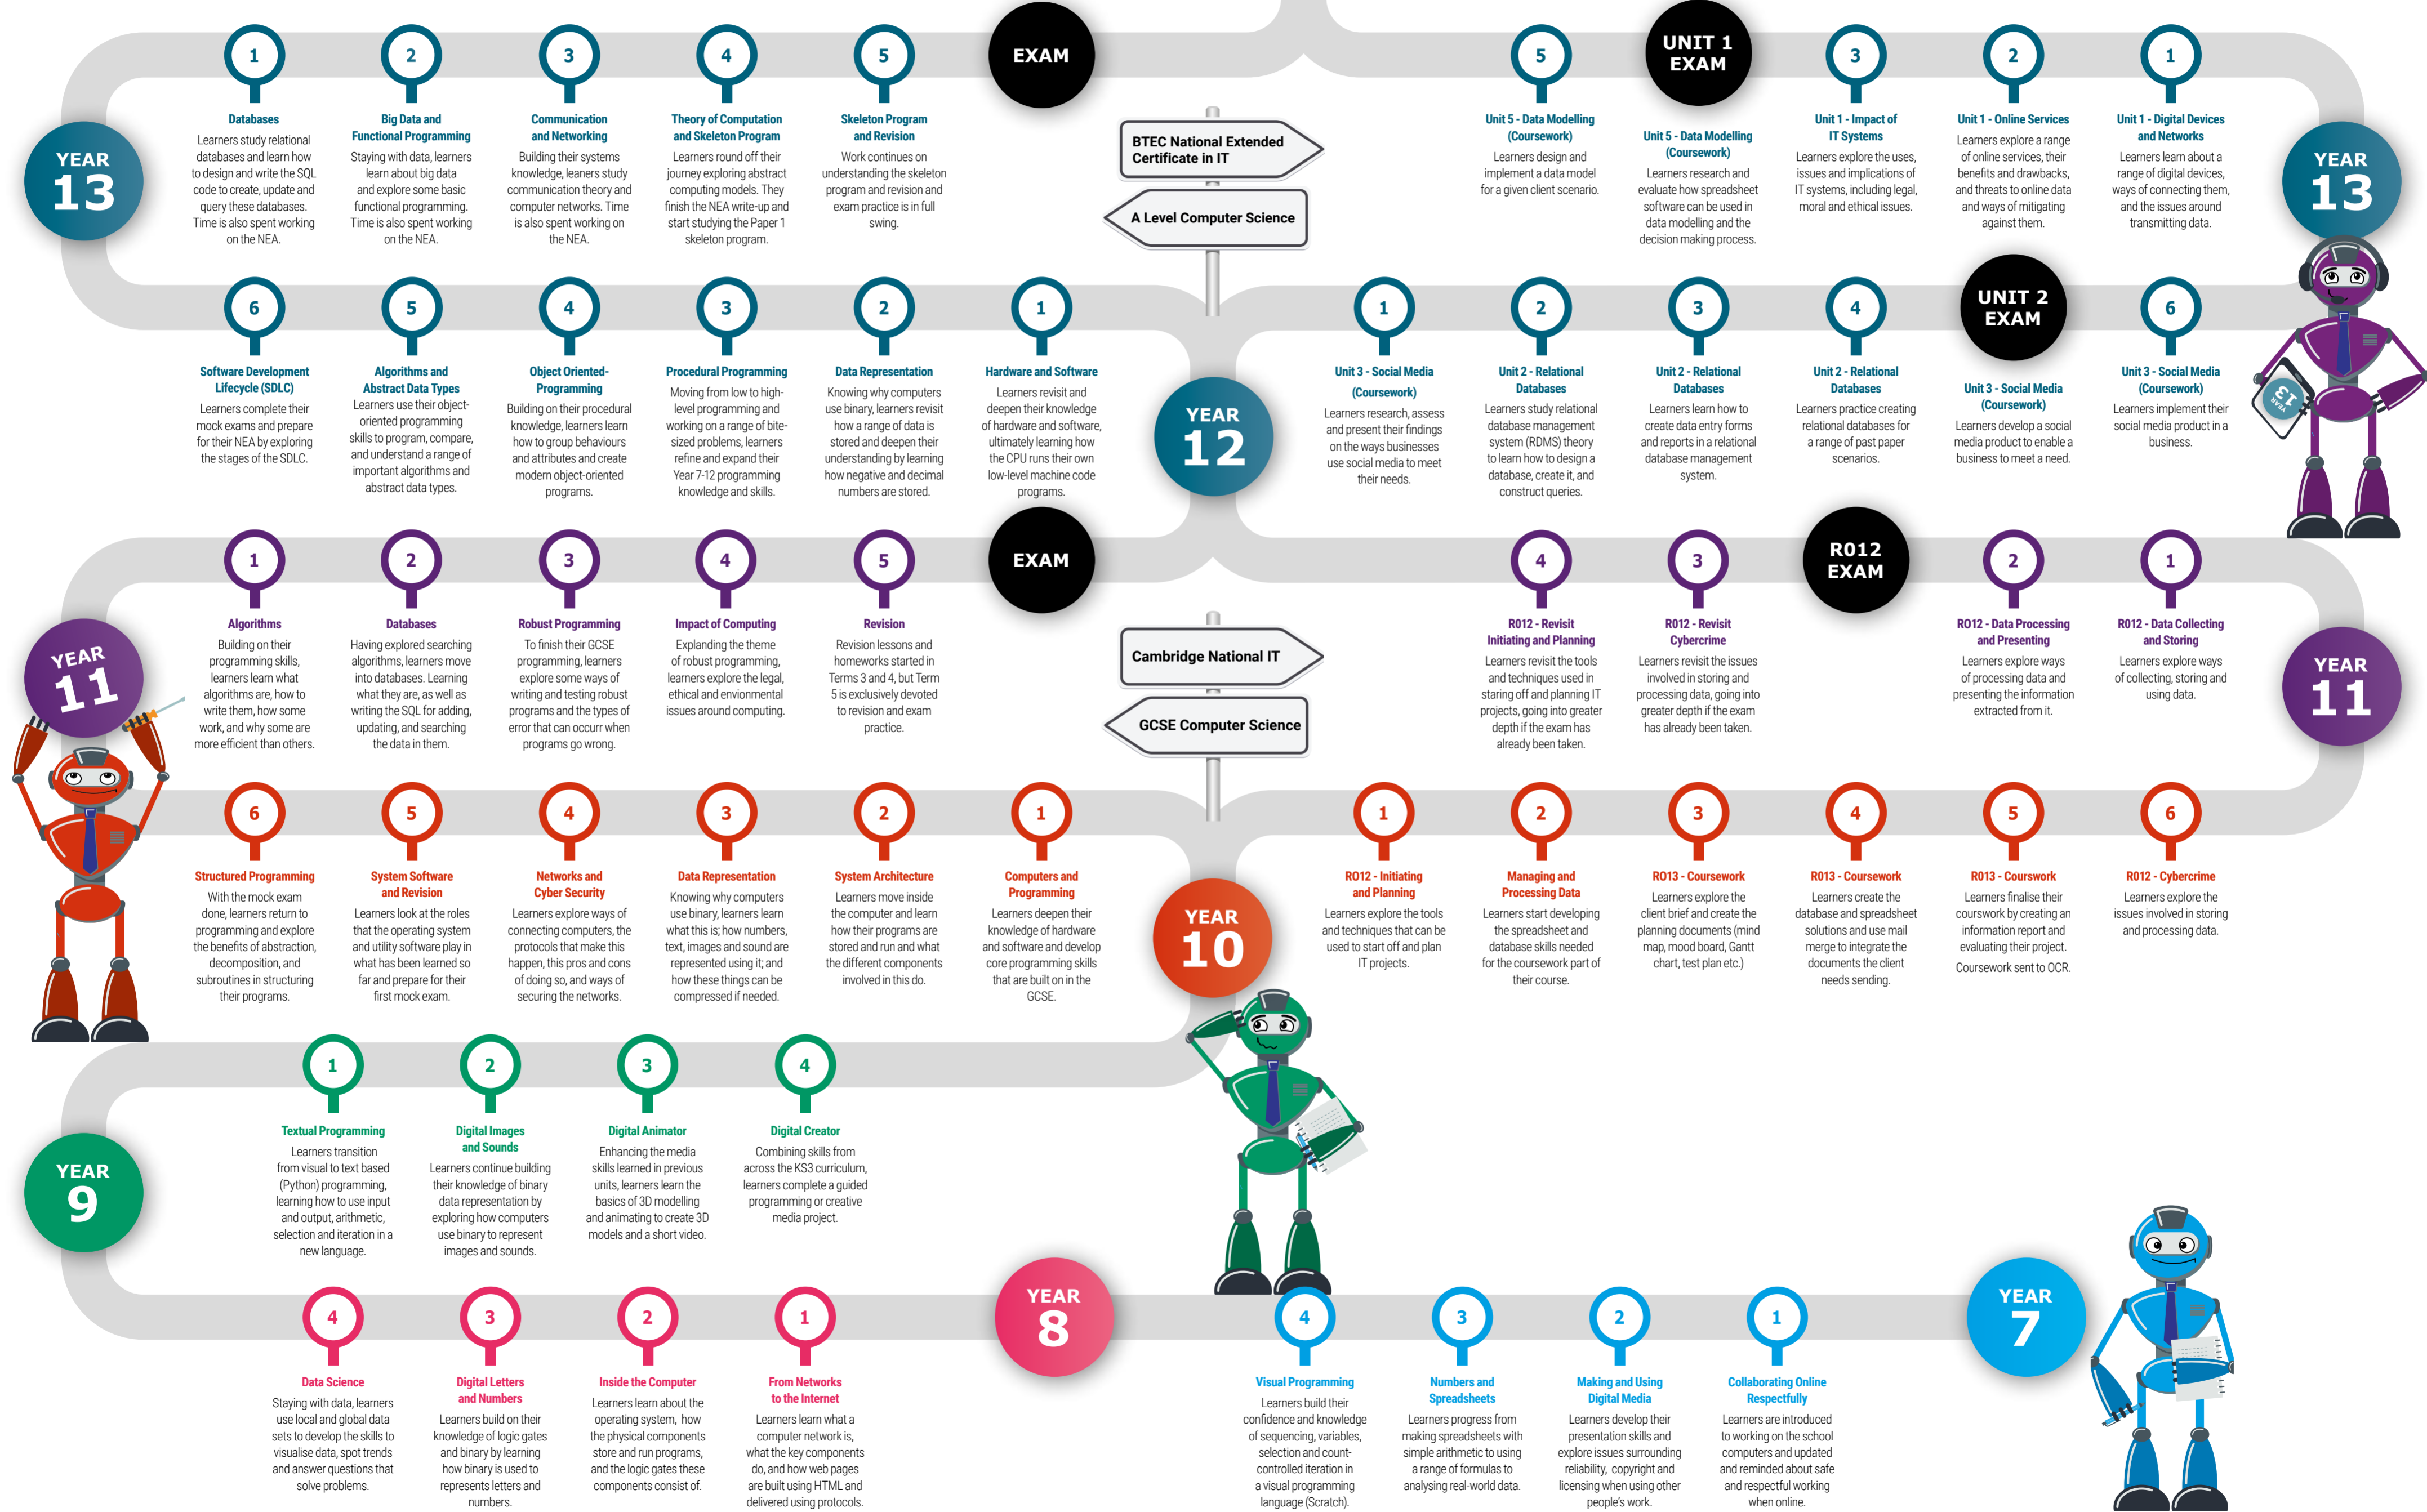 1
2
3
4
5
EXAM
Databases
Learners study relational
databases and learn how
to design and write the SQL
code to create, update and
query these databases.
Time is also spent working
on the NEA.
Big Data and
Functional Programming
Staying with data, learners
learn about big data
and explore some basic
functional programming.
Time is also spent working
on the NEA.
Communication
and Networking
Building their systems
knowledge, leaners study
communication theory and
computer networks. Time
is also spent working on
the NEA.
Theory of Computation
and Skeleton Program
Learners round off their
journey exploring abstract
computing models. They
finish the NEA write-up and
start studying the Paper 1
skeleton program.
Skeleton Program
and Revision
Work continues on
understanding the skeleton
program and revision and
exam practice is in full
swing.
YEAR
13
BTEC National Extended
Certificate in IT
A Level Computer Science
5
UNIT 1
EXAM
3
2
1
Unit 5 - Data Modelling
(Coursework)
Learners design and
implement a data model
for a given client scenario.
Unit 5 - Data Modelling
(Coursework)
Learners research and
evaluate how spreadsheet
software can be used in
data modelling and the
decision making process.
Unit 1 - Impact of
IT Systems
Learners explore the uses,
issues and implications of
IT systems, including legal,
moral and ethical issues.
Unit 1 - Online Services
Learners explore a range
of online services, their
benefits and drawbacks,
and threats to online data
and ways of mitigating
against them.
Unit 1 - Digital Devices
and Networks
Learners learn about a
range of digital devices,
ways of connecting them,
and the issues around
transmitting data.
YEAR
13
6
5
4
3
2
1
Software Development
Lifecycle (SDLC)
Learners complete their
mock exams and prepare
for their NEA by exploring
the stages of the SDLC.
Algorithms and
Abstract Data Types
Learners use their object-
oriented programming
skills to program, compare,
and understand a range of
important algorithms and
abstract data types.
Object Oriented-
Programming
Building on their procedural
knowledge, learners learn
how to group behaviours
and attributes and create
modern object-oriented
programs.
Procedural Programming
Moving from low to high-
level programming and
working on a range of bite-
sized problems, learners
refine and expand their
Year 7-12 programming
knowledge and skills.
Data Representation
Knowing why computers
use binary, learners revisit
how a range of data is
stored and deepen their
understanding by learning
how negative and decimal
numbers are stored.
Hardware and Software
Learners revisit and
deepen their knowledge
of hardware and software,
ultimately learning how
the CPU runs their own
low-level machine code
programs.
YEAR
12
1
2
3
4
UNIT 2
EXAM
6
Unit 3 - Social Media
(Coursework)
Learners research, assess
and present their findings
on the ways businesses
use social media to meet
their needs.
Unit 2 - Relational
Databases
Learners study relational
database management
system (RDMS) theory
to learn how to design a
database, create it, and
construct queries.
Unit 2 - Relational
Databases
Learners learn how to
create data entry forms
and reports in a relational
database management
system.
Unit 2 - Relational
Databases
Learners practice creating
relational databases for
a range of past paper
scenarios.
Unit 3 - Social Media
(Coursework)
Learners develop a social
media product to enable a
business to meet a need.
Unit 3 - Social Media
(Coursework)
Learners implement their
social media product in a
business.
YEAR
13
1
2
3
4
5
EXAM
Algorithms
Building on their
programming skills,
learners learn what
algorithms are, how to
write them, how some
work, and why some are
more efficient than others.
Databases
Having explored searching
algorithms, learners move
into databases. Learning
what they are, as well as
writing the SQL for adding,
updating, and searching
the data in them.
Robust Programming
To finish their GCSE
programming, learners
explore some ways of
writing and testing robust
programs and the types of
error that can occur when
programs go wrong.
Impact of Computing
Explanding the theme
of robust programming,
learners explore the legal,
ethical and envionmental
issues around computing.
Revision
Revision lessons and
homeworks started in
Terms 3 and 4, but Term
5 is exclusively devoted
to revision and exam
practice.
YEAR
11
Cambridge National IT
GCSE Computer Science
4
3
R012
EXAM
2
1
R012 - Revisit
Initiating and Planning
Learners revisit the tools
and techniques used in
staring off and planning IT
projects, going into greater
depth if the exam has
already been taken.
R012 - Revisit
Cybercrime
Learners revisit the issues
involved in storing and
processing data, going into
greater depth if the exam
has already been taken.
RO12 - Data Processing
and Presenting
Learners explore ways
of processing data and
presenting the information
extracted from it.
R012 - Data Collecting
and Storing
Learners explore ways
of collecting, storing and
using data.
YEAR
11
6
5
4
3
2
1
Structured Programming
With the mock exam
done, learners return to
programming and explore
the benefits of abstraction,
decomposition, and
subroutines in structuring
their programs.
System Software
and Revision
Learners look at the roles
that the operating system
and utility software play in
what has been learned so
far and prepare for their
first mock exam.
Networks and
Cyber Security
Learners explore ways of
connecting computers, the
protocols that make this
happen, this pros and cons
of doing so, and ways of
securing the networks.
Data Representation
Knowing why computers
use binary, learners learn
what this is; how numbers,
text, images and sound are
represented using it; and
how these things can be
compressed if needed.
System Architecture
Learners move inside
the computer and learn
how their programs are
stored and run and what
the different components
involved in this do.
Computers and
Programming
Learners deepen their
knowledge of hardware
and software and develop
core programming skills
that are built on in the
GCSE.
YEAR
10
1
2
3
4
5
6
RO12 - Initiating
and Planning
Learners explore the tools
and techniques that can be
used to start off and plan
IT projects.
Managing and
Processing Data
Learners start developing
the spreadsheet and
database skills needed
for the coursework part of
their course.
RO13 - Coursework
Learners explore the
client brief and create the
planning documents (mind
map, mood board, Gantt
chart, test plan etc.)
R013 - Coursework
Learners create the
database and spreadsheet
solutions and use mail
merge to integrate the
documents the client
needs sending.
R013 - Courswork
Learners finalise their
courswork by creating an
information report and
evaluating their project.
Coursework sent to OCR.
R012 - Cybercrime
Learners explore the
issues involved in storing
and processing data.
1
2
3
4
Textual Programming
Learners transition
from visual to text based
(Python) programming,
learning how to use input
and output, arithmetic,
selection and iteration in a
new language.
Digital Images
and Sounds
Learners continue building
their knowledge of binary
data representation by
exploring how computers
use binary to represent
images and sounds.
Digital Animator
Enhancing the media
skills learned in previous
units, learners learn the
basics of 3D modelling
and animating to create 3D
models and a short video.
Digital Creator
Combining skills from
across the KS3 curriculum,
learners complete a guided
programming or creative
media project.
YEAR
9
4
3
2
1
YEAR
8
Data Science
Staying with data, learners
use local and global data
sets to develop the skills to
visualise data, spot trends
and answer questions that
solve problems.
Digital Letters
and Numbers
Learners build on their
knowledge of logic gates
and binary by learning
how binary is used to
represents letters and
numbers.
Inside the Computer
Learners learn about the
operating system, how
the physical components
store and run programs,
and the logic gates these
components consist of.
From Networks
to the Internet
Learners learn what a
computer network is,
what the key components
do, and how web pages
are built using HTML and
delivered using protocols.
4
3
2
1
YEAR
7
Visual Programming
Learners build their
confidence and knowledge
of sequencing, variables,
selection and count-
controlled iteration in
a visual programming
language (Scratch).
Numbers and
Spreadsheets
Learners progress from
making spreadsheets with
simple arithmetic to using
a range of formulas to
analysing real-world data.
Making and Using
Digital Media
Learners develop their
presentation skills and
explore issues surrounding
reliability, copyright and
licensing when using other
people's work.
Collaborating Online
Respectfully
Learners are introduced
to working on the school
computers and updated
and reminded about safe
and respectful working
when online.